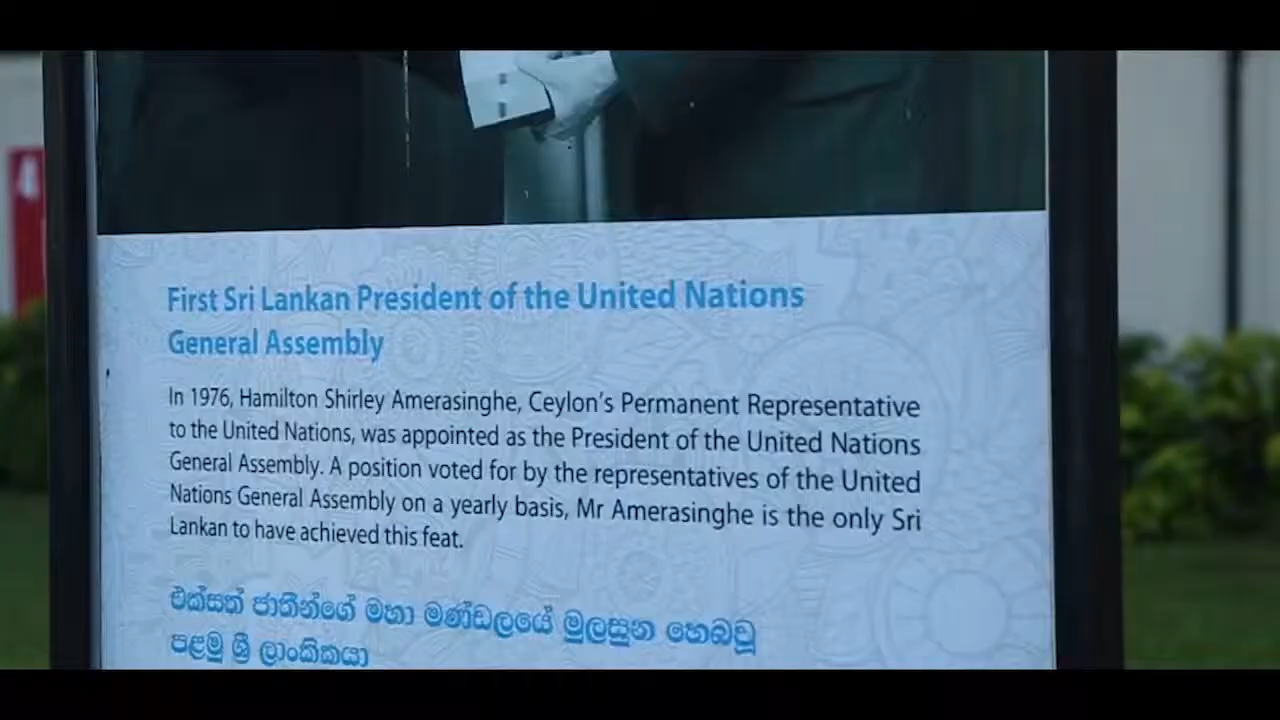 First Sri Lankan President of the United Nations
General Assembly
In 1976, Hamilton Shirley Amerasinghe, Ceylon's Permanent Representative
to the United Nations, was appointed as the President of the United Nations
General Assembly. A position voted for by the representatives of the United
Nations General Assembly on a yearly basis, Mr Amerasinghe is the only Sri
Lankan to have achieved this feat.
එක්සත් ජාතීන්ගේ මහා මණ්ඩලයේ මුලසුන හෙබවූ
පළමු ශ්‍රී ලාංකිකයා